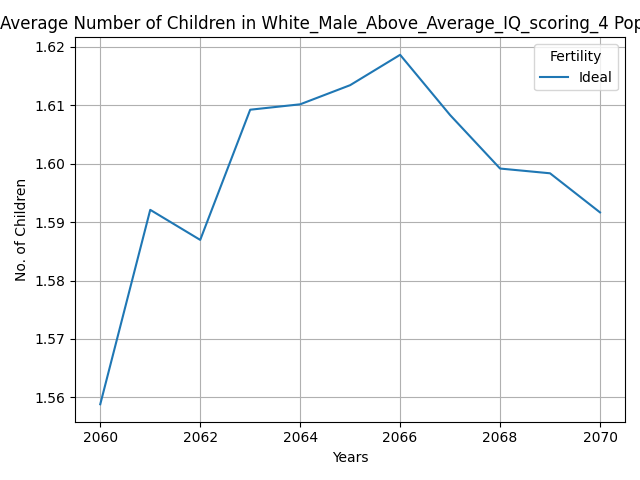 Average Number of Children in White_Male_Above_Average_IQ_scoring_4 Pop
Fertility
Ideal
No. of Children
1.62
1.61
1.60
1.59
1.58
1.57
1.56
2060 2062 2064 2066 2068 2070
Years